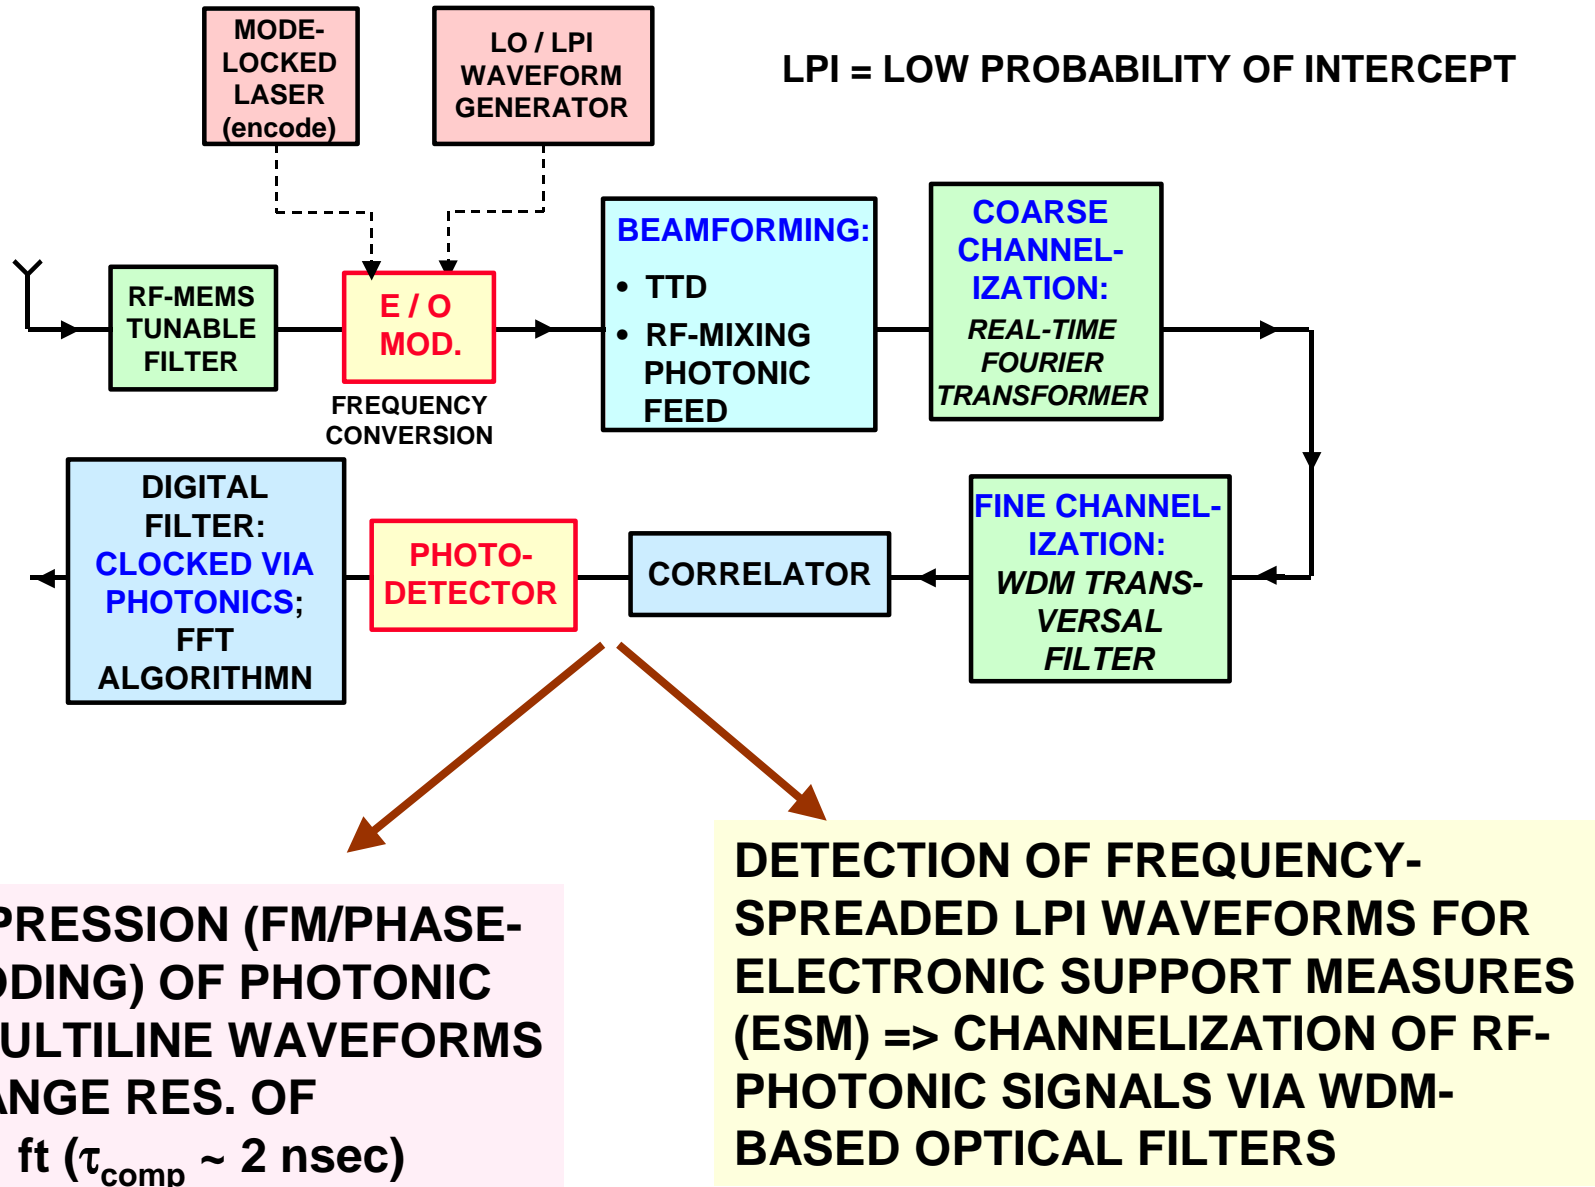 MODE-
LOCKED
LASER
(encode)
LO / LPI
WAVEFORM
GENERATOR
LPI = LOW PROBABILITY OF INTERCEPT
RF-MEMS
TUNABLE
FILTER
E / O
MOD.
FREQUENCY
CONVERSION
BEAMFORMING:
• TTD
• RF-MIXING
PHOTONIC
FEED
COARSE
CHANNEL-
IZATION:
REAL-TIME
FOURIER
TRANSFORMER
DIGITAL
FILTER:
CLOCKED VIA
PHOTONICS;
FFT
ALGORITHMN
PHOTO-
DETECTOR
CORRELATOR
FINE CHANNEL-
IZATION:
WDM TRANS-
VERSAL
FILTER
PRESSION (FM/PHASE-
ODING) OF PHOTONIC
ULTILINE WAVEFORMS
ANGE RES. OF
ft (τcomp ~ 2 nsec)
DETECTION OF FREQUENCY-
SPREADED LPI WAVEFORMS FOR
ELECTRONIC SUPPORT MEASURES
(ESM) => CHANNELIZATION OF RF-
PHOTONIC SIGNALS VIA WDM-
BASED OPTICAL FILTERS